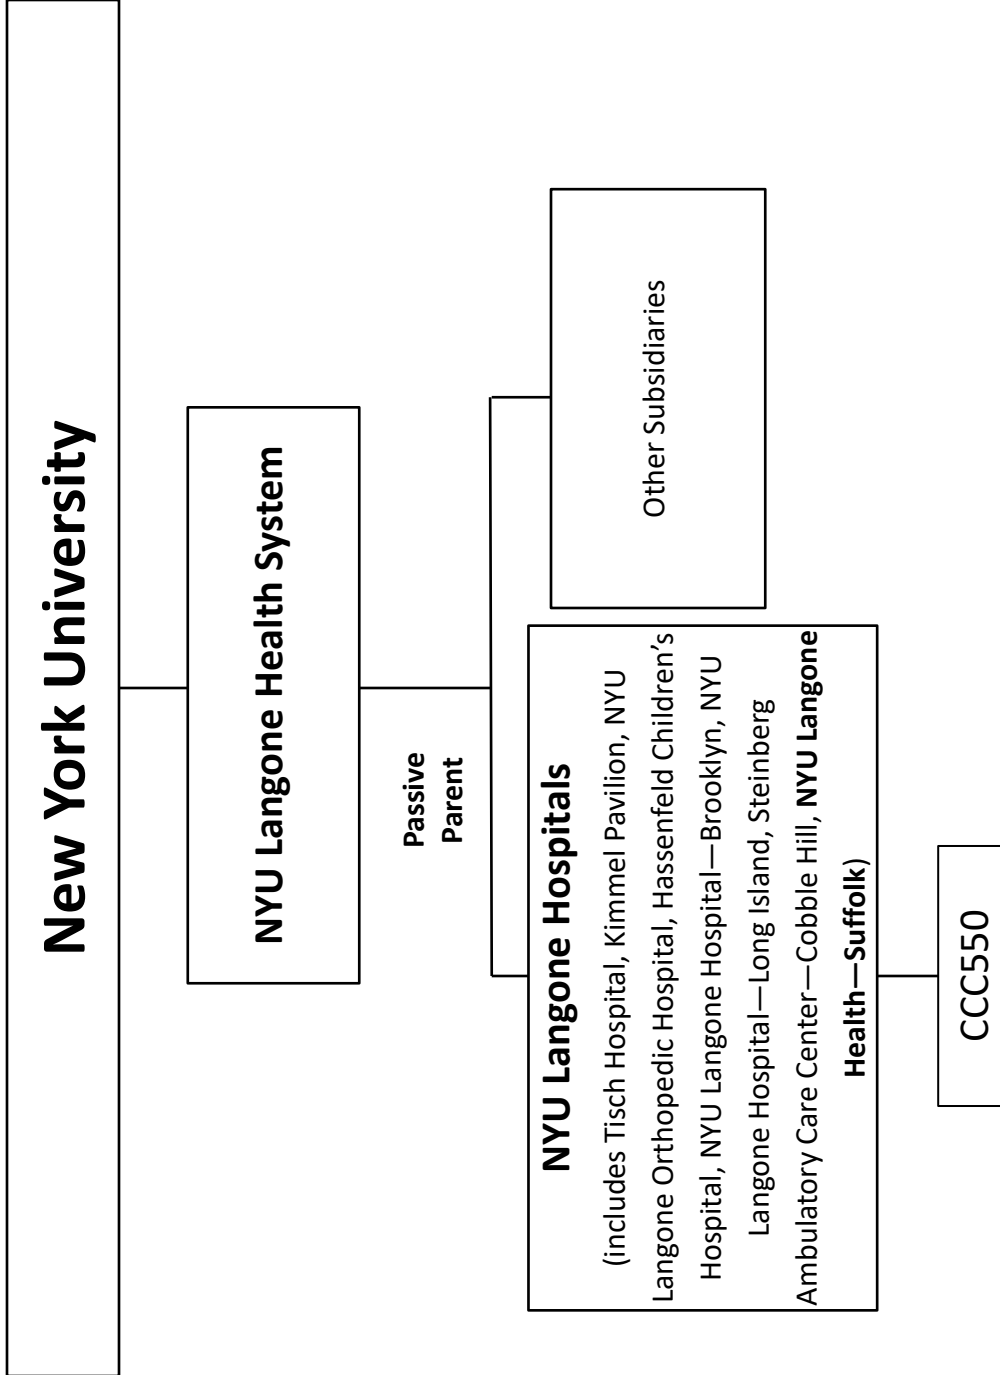 New York University
NYU Langone Health System
Passive
Parent
NYU Langone Hospitals
(includes Tisch Hospital, Kimmel Pavilion, NYU
Langone Orthopedic Hospital, Hassenfeld Children’s
Hospital, NYU Langone Hospital—Brooklyn, NYU
Langone Hospital—Long Island, Steinberg
Ambulatory Care Center—Cobble Hill, NYU Langone
Health—Suffolk)
Other Subsidiaries
CCC550